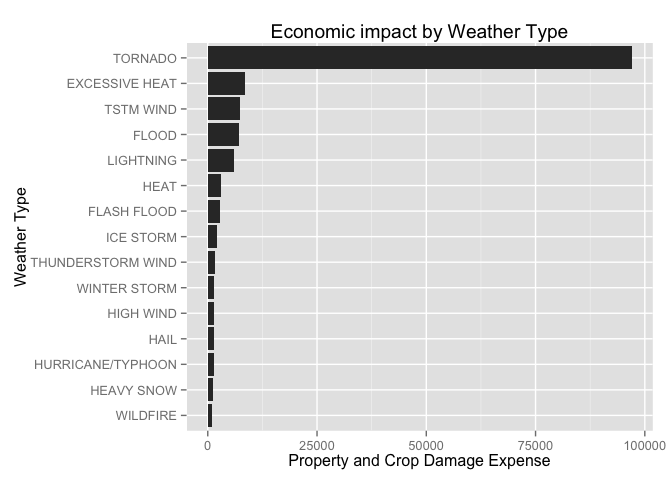 Economic impact by Weather Type
Weather Type
TORNADO
EXCESSIVE HEAT
TSTM WIND
FLOOD
LIGHTNING
HEAT
FLASH FLOOD
ICE STORM
THUNDERSTORM WIND
WINTER STORM
HIGH WIND
HAIL
HURRICANE/TYPHOON
HEAVY SNOW
WILDFIRE
0 25000 50000 75000 100000
Property and Crop Damage Expense